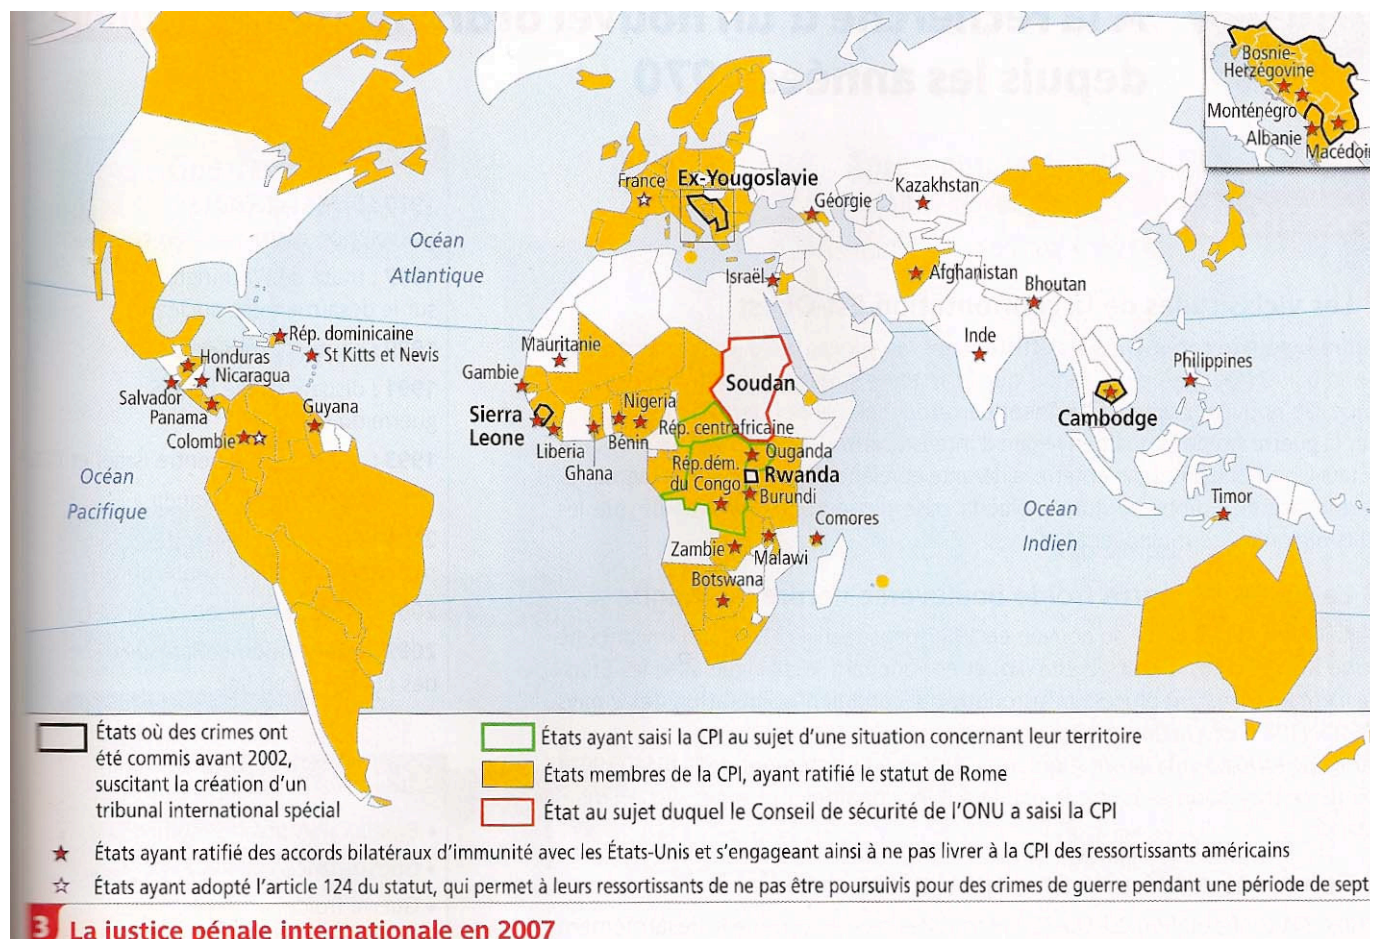 depuis les années 1970
Bosnie-
Herzégovine
Monténégro
Albanie
Macédoi
France
Ex-Yougoslavie
Géorgie
Kazakhstan
Océan
Atlantique
Israël
Afghanistan
Bhoutan
Inde
Philippines
Rép. dominicaine
St Kitts et Nevis
Honduras
Nicaragua
Salvador
Panama
Guyana
Colombie
Mauritanie
Gambie
Sierra
Leone
Liberia
Ghana
Bénin
Nigeria
Soudan
Rép. centrafricaine
Ouganda
Rép.dém.
du Congo
Rwanda
Burundi
Cambodge
Océan
Pacifique
Océan
Indien
Timor
Comores
Zambie
Malawi
Botswana
États où des crimes ont
été commis avant 2002,
suscitant la création d'un
tribunal international spécial
États ayant saisi la CPI au sujet d'une situation concernant leur territoire
États membres de la CPI, ayant ratifié le statut de Rome
État au sujet duquel le Conseil de sécurité de l'ONU a saisi la CPI
États ayant ratifié des accords bilatéraux d'immunité avec les États-Unis et s'engageant ainsi à ne pas livrer à la CPI des ressortissants américains
États ayant adopté l'article 124 du statut, qui permet à leurs ressortissants de ne pas être poursuivis pour des crimes de guerre pendant une période de sept
3 La justice pénale internationale en 2007